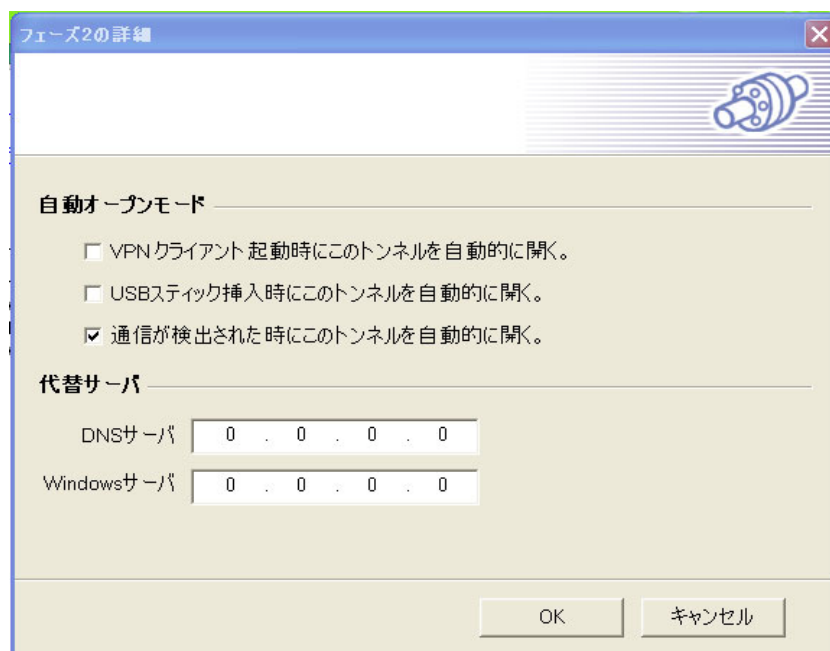 フェーズ2の詳細
自動オープンモード
VPNクライアント起動時にこのトンネルを自動的に開く。
USBスティック挿入時にこのトンネルを自動的に開く。
通信が検出された時にこのトンネルを自動的に開く。
代替サーバ
DNSサーバ 0 . 0 . 0 . 0
Windowsサーバ 0 . 0 . 0 . 0
OK キャンセル